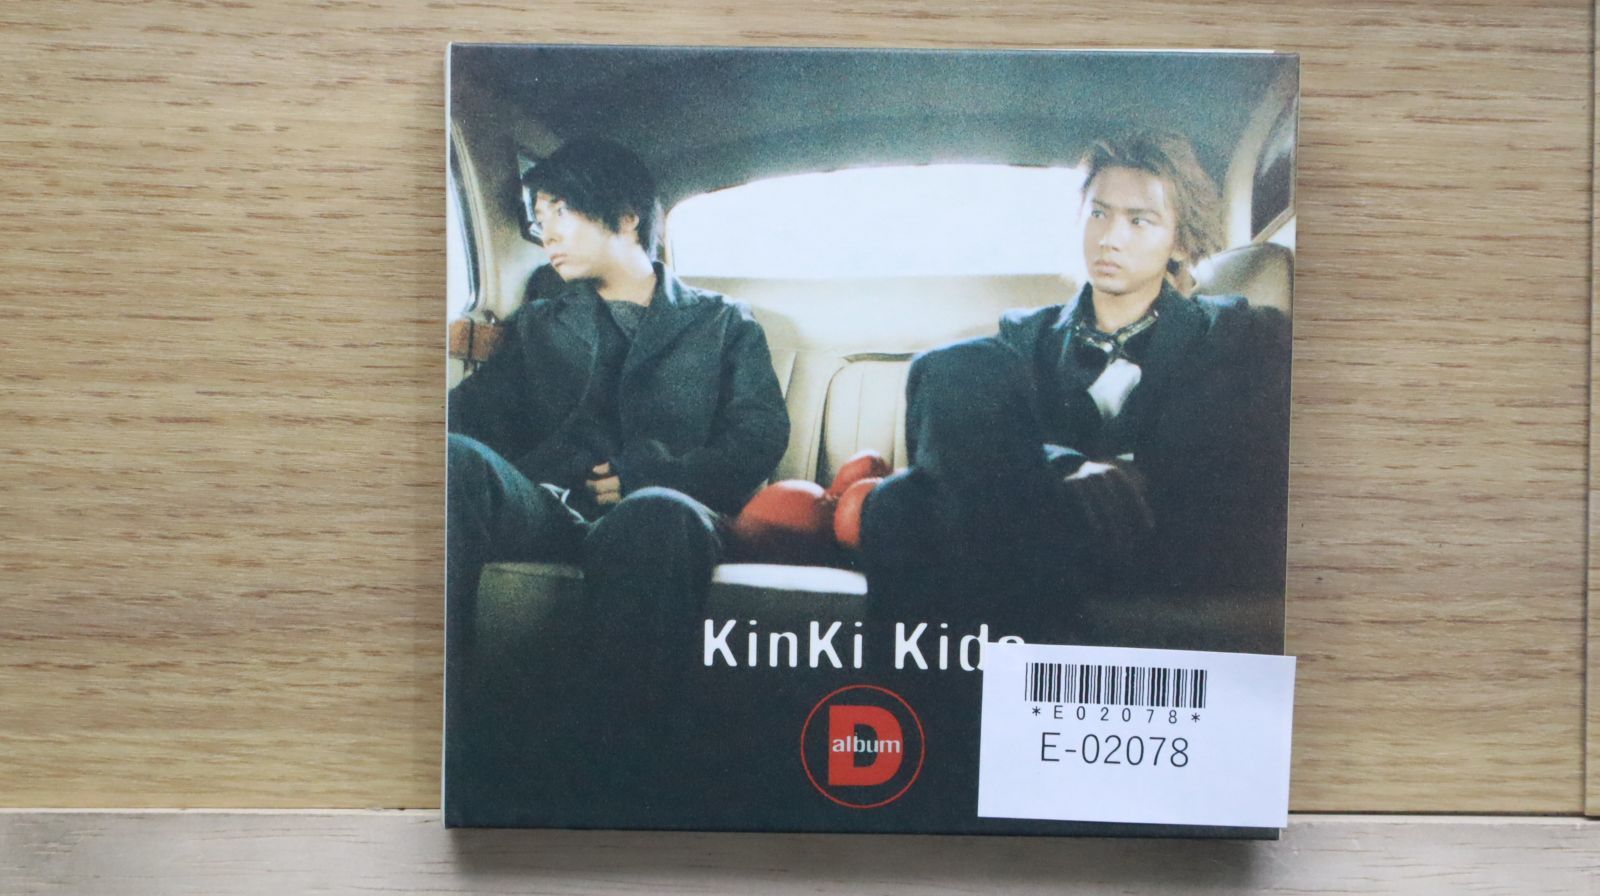 KinKi Kids
album
D
*E02078*
E-02078